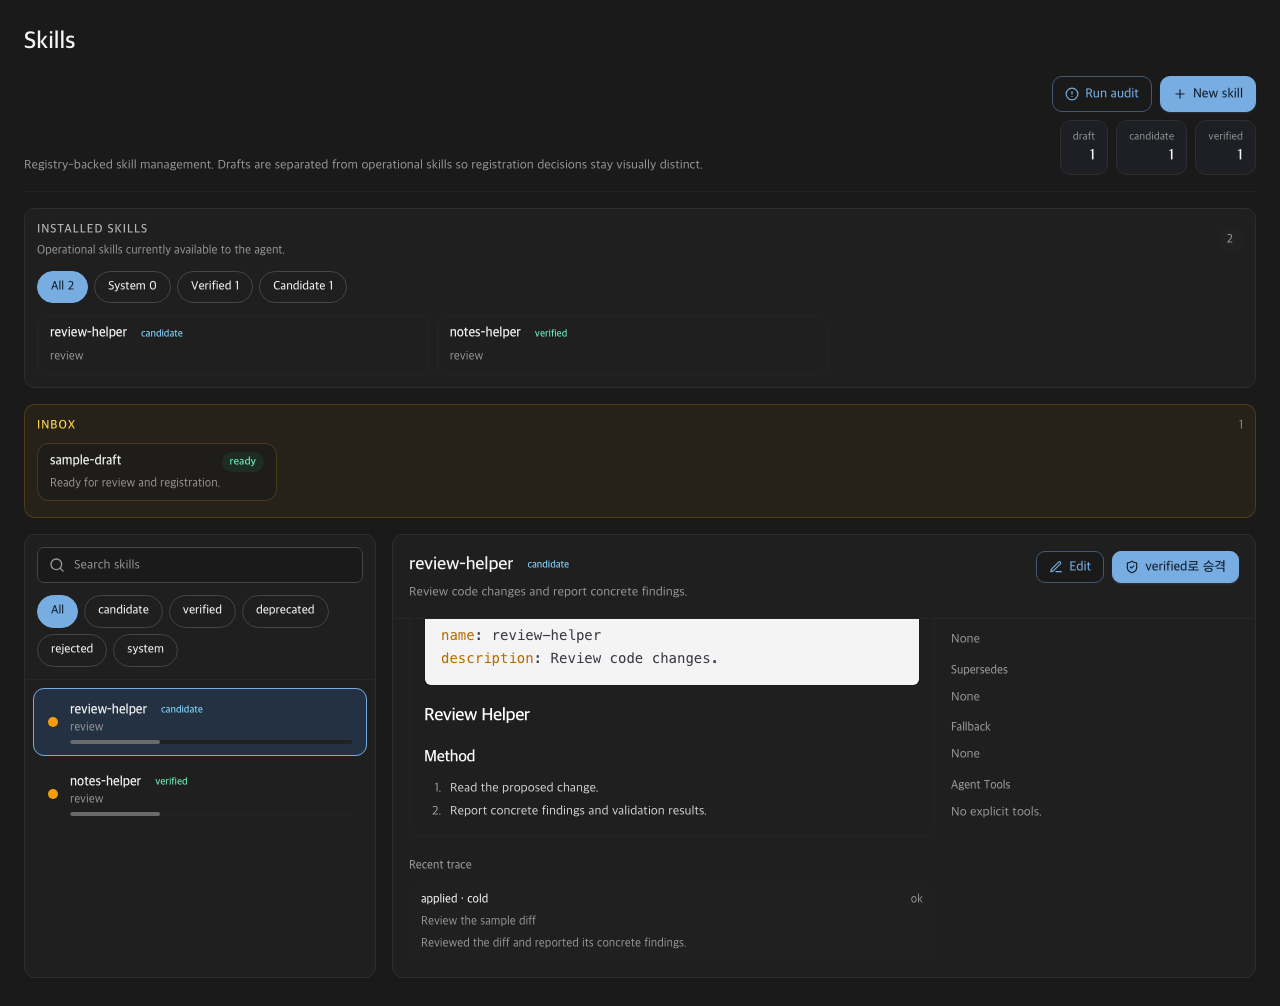 Skills
Run audit
New skill
draft
1
candidate
1
verified
1
Registry-backed skill management. Drafts are separated from operational skills so registration decisions stay visually distinct.
INSTALLED SKILLS
Operational skills currently available to the agent.
2
All 2
System 0
Verified 1
Candidate 1
review-helper candidate
review
notes-helper verified
review
INBOX
1
sample-draft ready
Ready for review and registration.
Search skills
All
candidate
verified
deprecated
rejected
system
review-helper candidate
review
notes-helper verified
review
review-helper candidate
Review code changes and report concrete findings.
Edit
verified로 승격
name: review-helper
description: Review code changes.
Review Helper
Method
1. Read the proposed change.
2. Report concrete findings and validation results.
None
Supersedes
None
Fallback
None
Agent Tools
No explicit tools.
Recent trace
applied · cold ok
Review the sample diff
Reviewed the diff and reported its concrete findings.